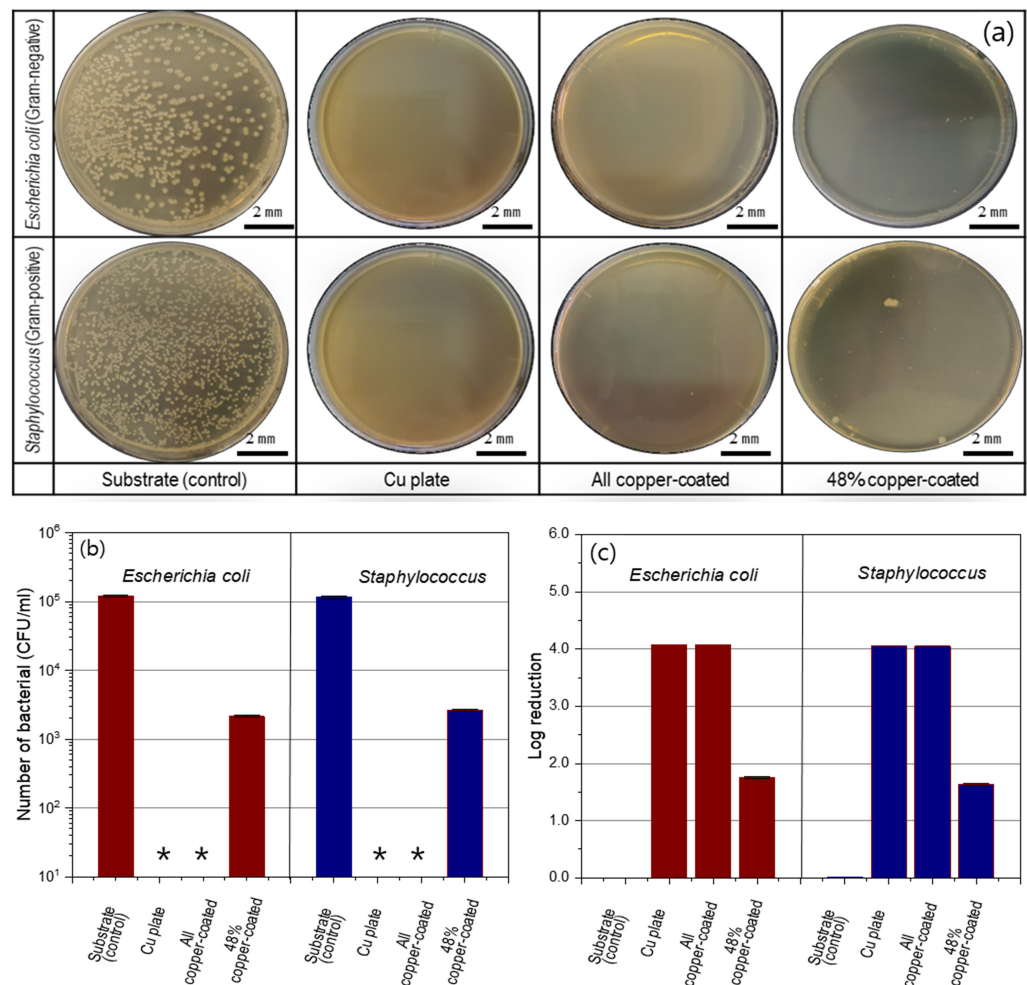 (a)
Escherichia coli (Gram-negative)
2 mm
2 mm
2 mm
2 mm
Staphylococcus (Gram-positive)
2 mm
2 mm
2 mm
2 mm
Substrate (control)
Cu plate
All copper-coated
48% copper-coated
(b)
Escherichia coli
Staphylococcus
Number of bacterial (CFU/ml)
10⁶
10⁵
10⁴
10³
10²
10¹
*
*
*
*
Substrate
(control)
Cu plate
All
copper-coated
48%
copper-coated
Substrate
(control)
Cu plate
All
copper-coated
48%
copper-coated
(c)
Escherichia coli
Staphylococcus
Log reduction
6.0
5.0
4.0
3.0
2.0
1.0
0.0
Substrate
(control)
Cu plate
All
copper-coated
48%
copper-coated
Substrate
(control)
Cu plate
All
copper-coated
48%
copper-coated